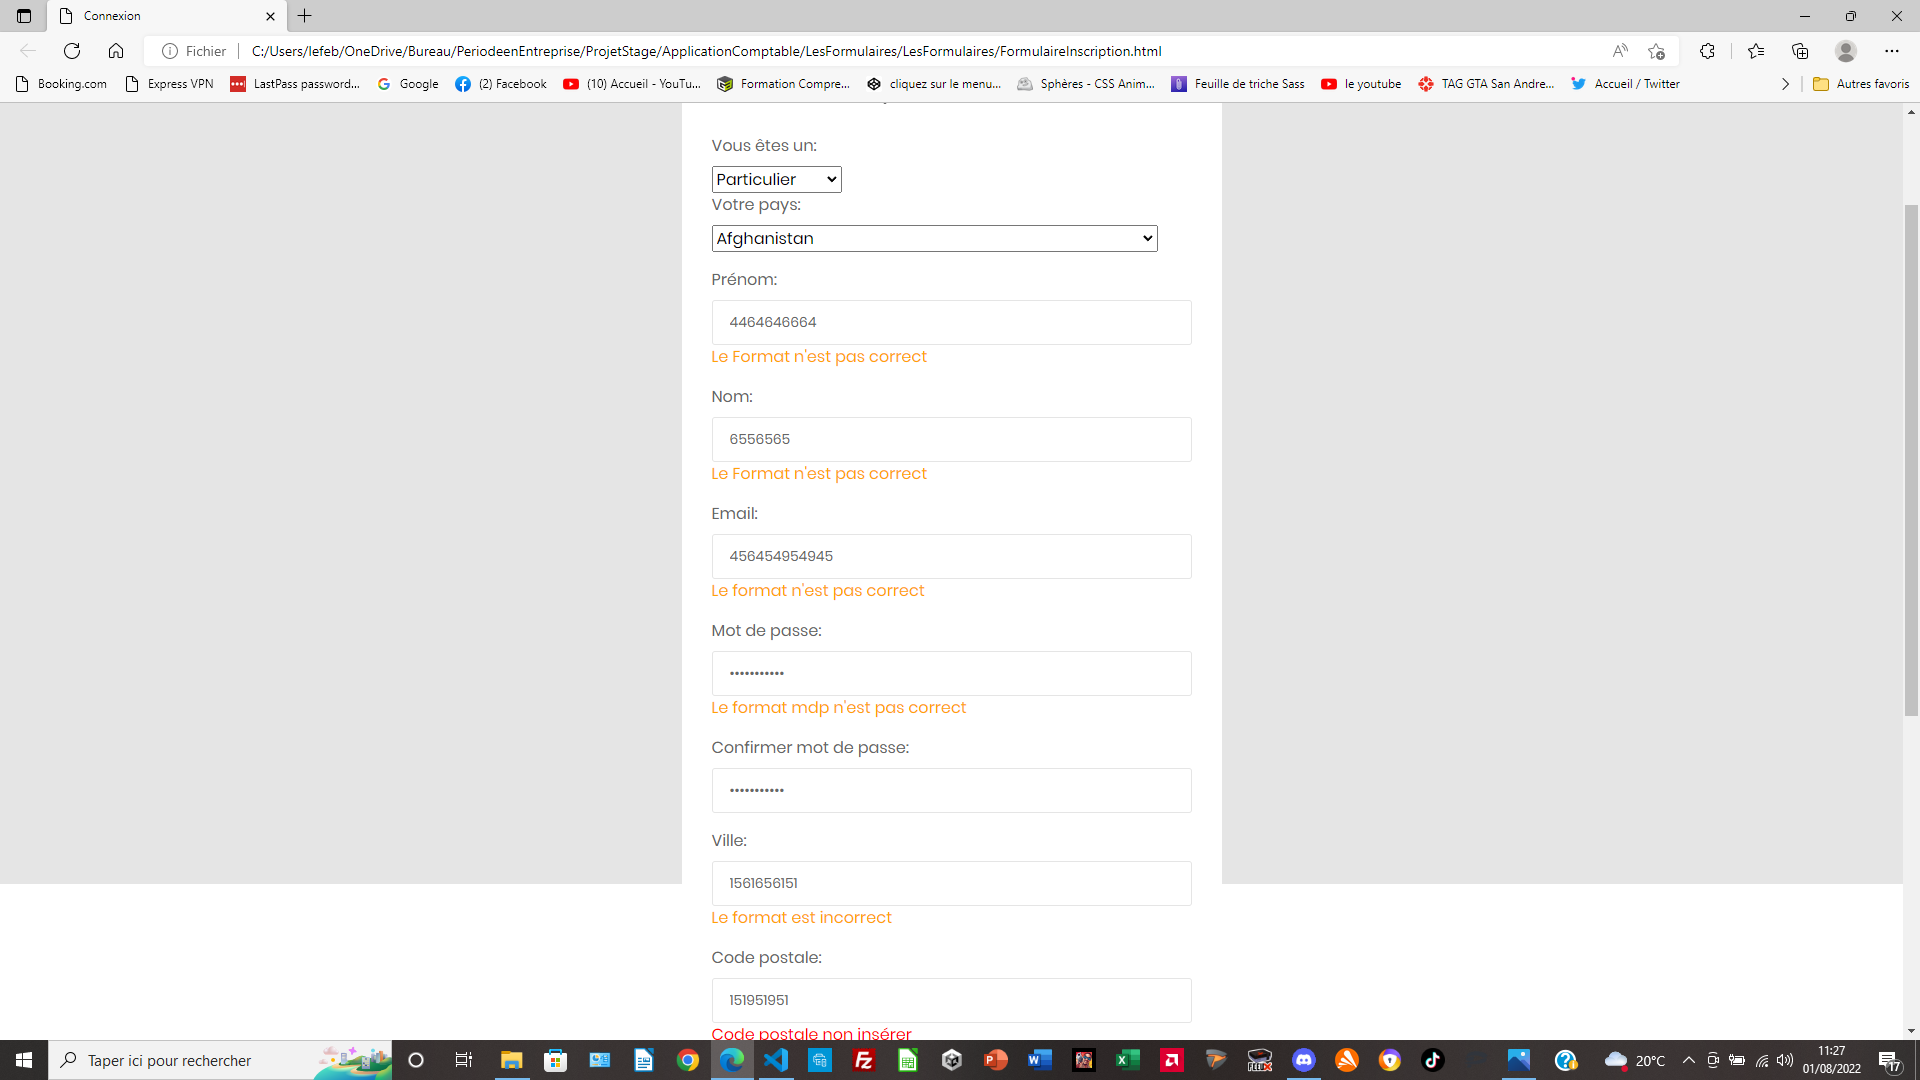 Connexion
Fichier
C:/Users/lefeb/OneDrive/Bureau/PeriodeenEntreprise/ProjetStage/ApplicationComptable/LesFormulaires/LesFormulaires/FormulaireInscription.html
Booking.com
Express VPN
LastPass password...
Google
(2) Facebook
(10) Accueil - YouTu...
Formation Compre...
cliquez sur le menu...
Sphères - CSS Anim...
Feuille de triche Sass
le youtube
TAG GTA San Andre...
Accueil / Twitter
Autres favoris
Vous êtes un:
Particulier
Votre pays:
Afghanistan
Prénom:
4464646664
Le Format n'est pas correct
Nom:
6556565
Le Format n'est pas correct
Email:
456454954945
Le format n'est pas correct
Mot de passe:
•••••••••••
Le format mdp n'est pas correct
Confirmer mot de passe:
•••••••••••
Ville:
1561656151
Le format est incorrect
Code postale:
151951951
Code postale non insérer
Taper ici pour rechercher
20°C
11:27
01/08/2022
17